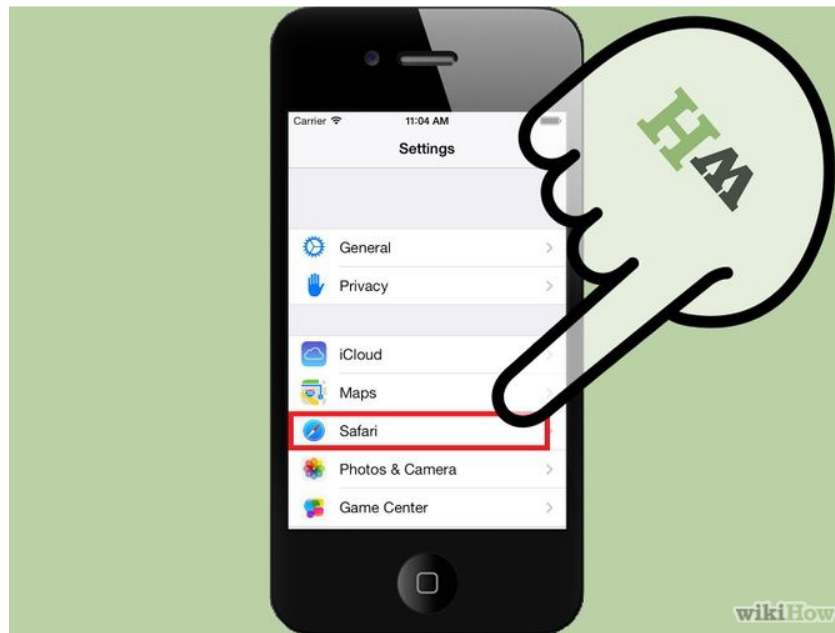 Carrier
11:04 AM
Settings
General
Privacy
iCloud
Maps
Safari
Photos & Camera
Game Center
wH
wikiHow